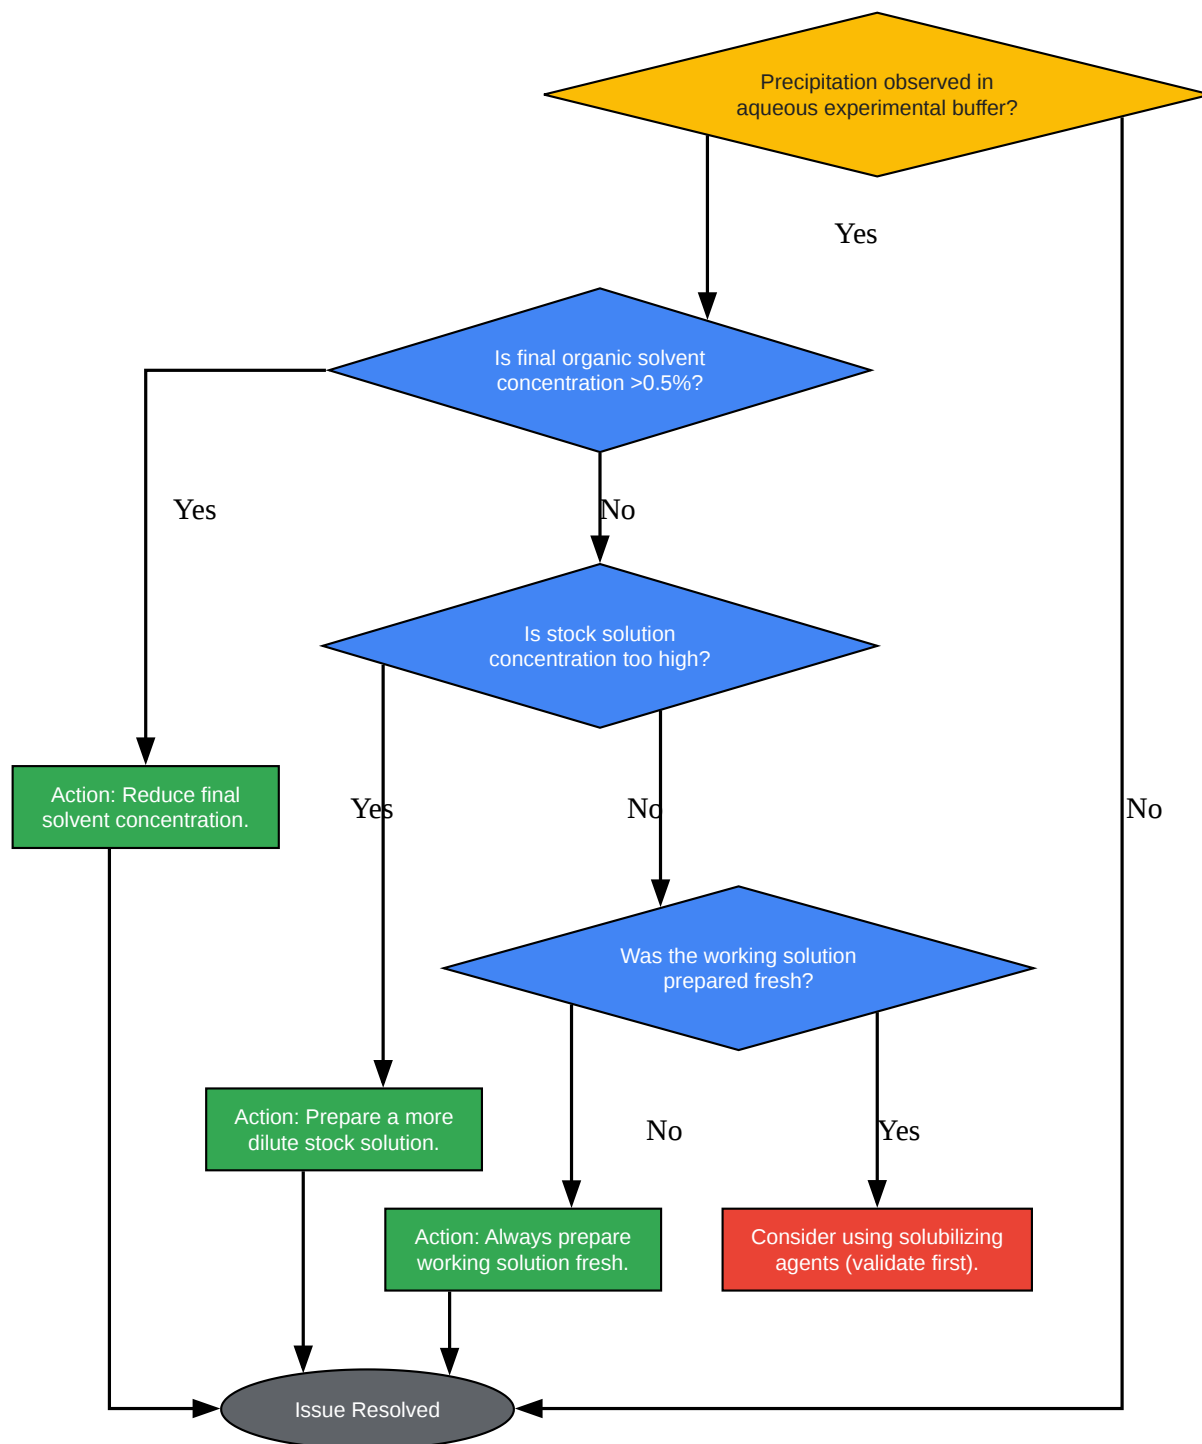 Precipitation observed in
aqueous experimental buffer?
Yes
Is final organic solvent
concentration >0.5%?
Yes
No
Is stock solution
concentration too high?
Action: Reduce final
solvent concentration.
Yes
No
No
Was the working solution
prepared fresh?
Action: Prepare a more
dilute stock solution.
No
Yes
Action: Always prepare
working solution fresh.
Consider using solubilizing
agents (validate first).
Issue Resolved